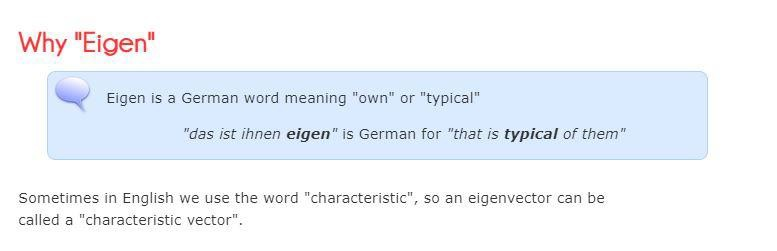 Why "Eigen"
Eigen is a German word meaning "own" or "typical"
"das ist ihnen eigen" is German for "that is typical of them"
Sometimes in English we use the word "characteristic", so an eigenvector can be
called a "characteristic vector".